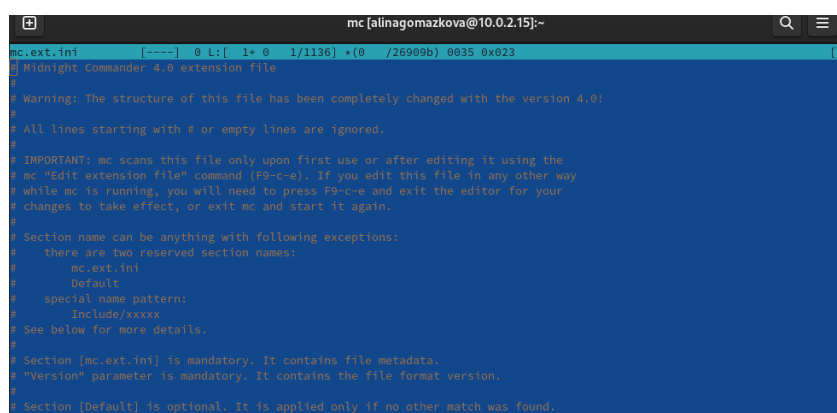 mc [alinagomazkova@10.0.2.15]:~
mc.ext.ini [----] 0 L:[ 1+ 0 1/1136] *(0 /26909b) 0035 0x023 [
# Midnight Commander 4.0 extension file
#
# Warning: The structure of this file has been completely changed with the version 4.0!
#
# All lines starting with # or empty lines are ignored.
#
# IMPORTANT: mc scans this file only upon first use or after editing it using the
# mc "Edit extension file" command (F9-c-e). If you edit this file in any other way
# while mc is running, you will need to press F9-c-e and exit the editor for your
# changes to take effect, or exit mc and start it again.
#
# Section name can be anything with following exceptions:
# there are two reserved section names:
# mc.ext.ini
# Default
# special name pattern:
# Include/xxxxx
# See below for more details.
#
# Section [mc.ext.ini] is mandatory. It contains file metadata.
# "Version" parameter is mandatory. It contains the file format version.
#
# Section [Default] is optional. It is applied only if no other match was found.